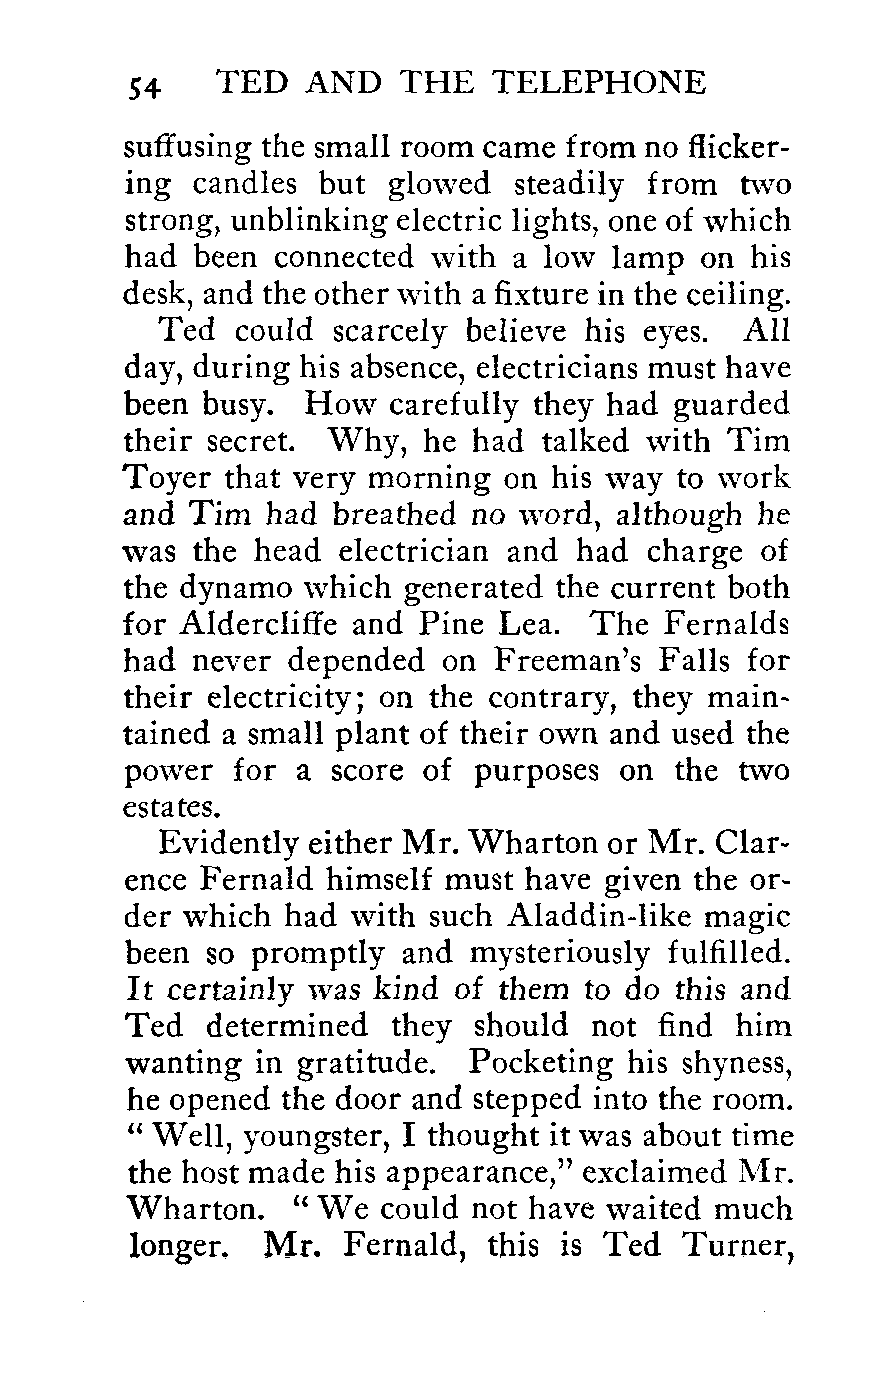 54 TED AND THE TELEPHONE
suffusing the small room came from no flicker-
ing candles but glowed steadily from two
strong, unblinking electric lights, one of which
had been connected with a low lamp on his
desk, and the other with a fixture in the ceiling.
Ted could scarcely believe his eyes. All
day, during his absence, electricians must have
been busy. How carefully they had guarded
their secret. Why, he had talked with Tim
Toyer that very morning on his way to work
and Tim had breathed no word, although he
was the head electrician and had charge of
the dynamo which generated the current both
for Aldercliffe and Pine Lea. The Fernalds
had never depended on Freeman's Falls for
their electricity; on the contrary, they main-
tained a small plant of their own and used the
power for a score of purposes on the two
estates.
Evidently either Mr. Wharton or Mr. Clar-
ence Fernald himself must have given the or-
der which had with such Aladdin-like magic
been so promptly and mysteriously fulfilled.
It certainly was kind of them to do this and
Ted determined they should not find him
wanting in gratitude. Pocketing his shyness,
he opened the door and stepped into the room.
“ Well, youngster, I thought it was about time
the host made his appearance,” exclaimed Mr.
Wharton. “ We could not have waited much
longer. Mr. Fernald, this is Ted Turner,